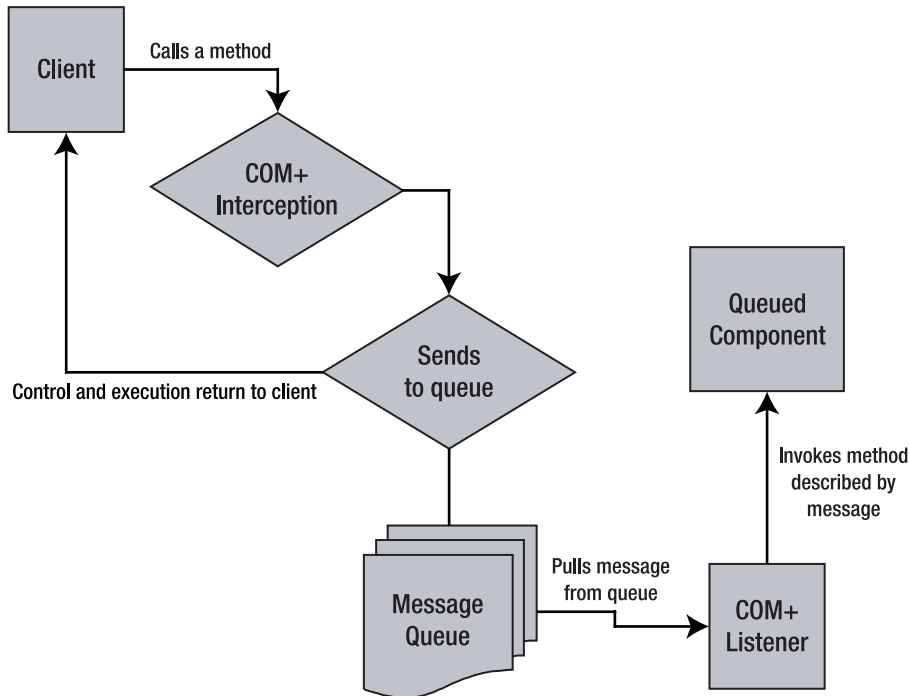 Client
Calls a method
COM+
Interception
Queued
Component
Sends
to queue
Control and execution return to client
Invokes method
described by
message
Pulls message
from queue
Message
Queue
COM+
Listener